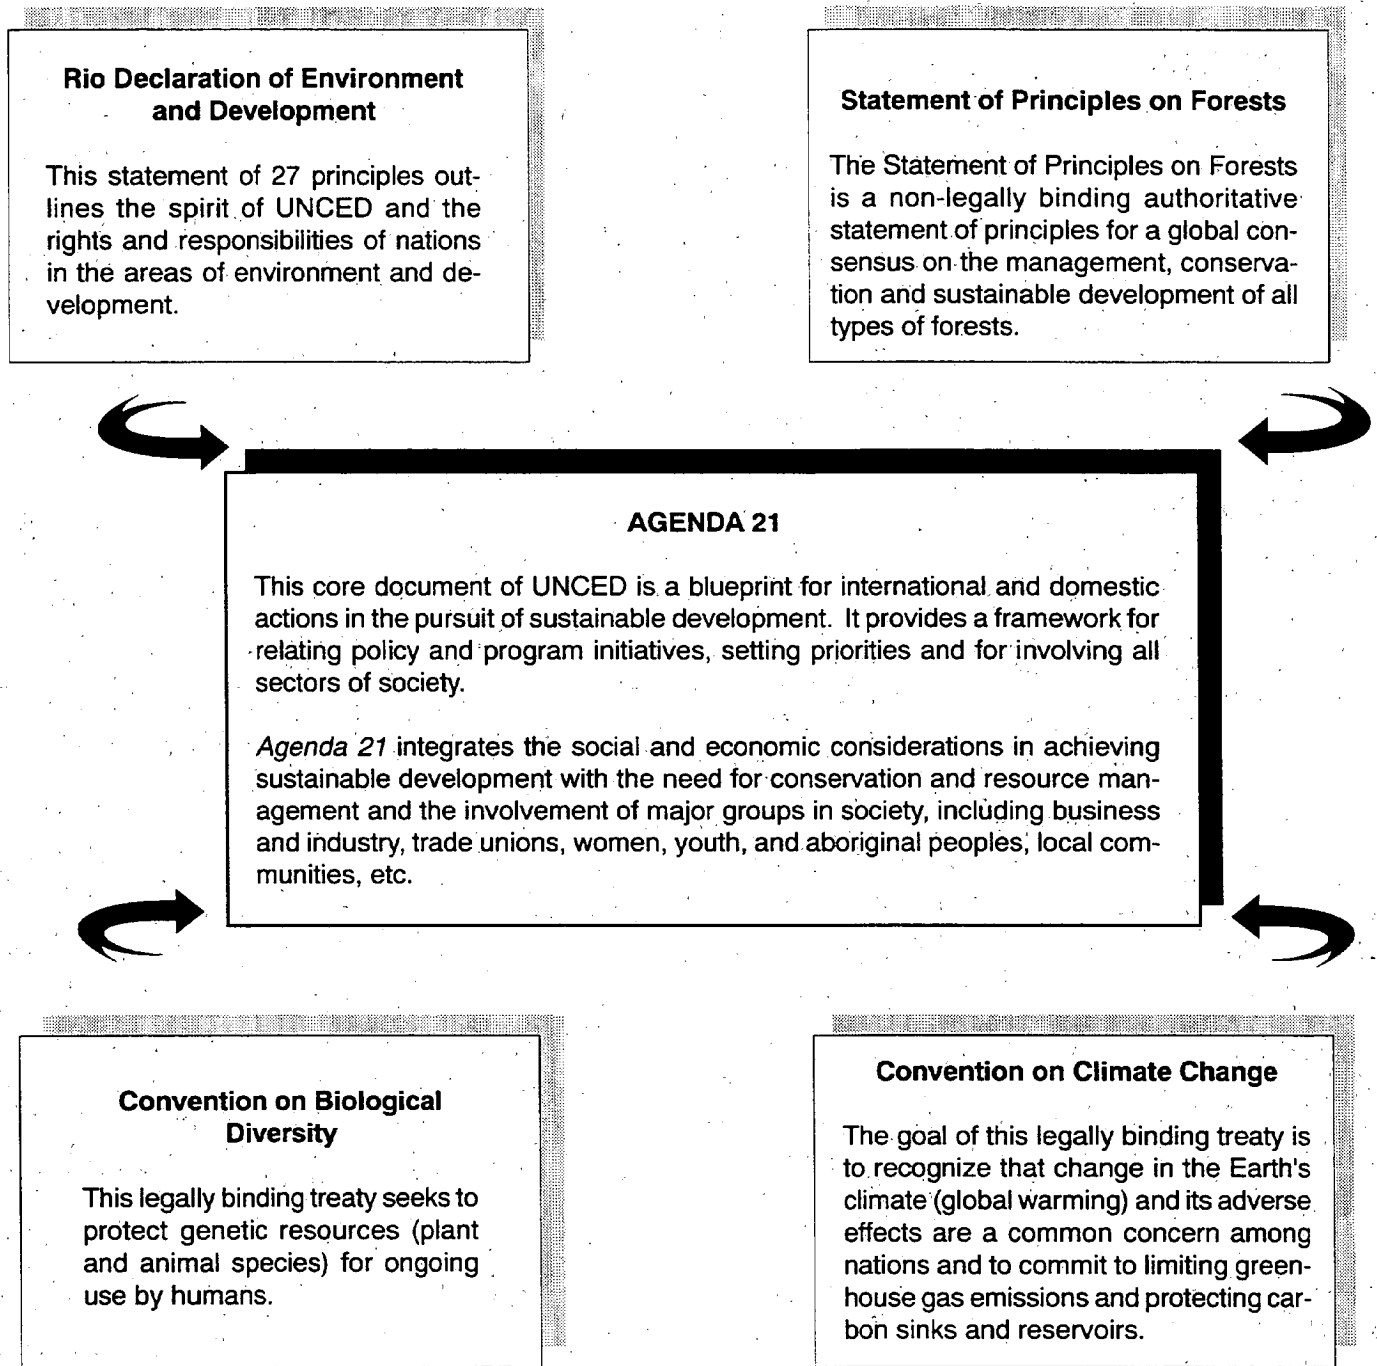 Rio Declaration of Environment
and Development
This statement of 27 principles out-
lines the spirit of UNCED and the
rights and responsibilities of nations
in the areas of environment and de-
velopment.
Statement of Principles on Forests
The Statement of Principles on Forests
is a non-legally binding authoritative
statement of principles for a global con-
sensus on the management, conserva-
tion and sustainable development of all
types of forests.
AGENDA 21
This core document of UNCED is a blueprint for international and domestic
actions in the pursuit of sustainable development. It provides a framework for
relating policy and program initiatives, setting priorities and for involving all
sectors of society.
Agenda 21 integrates the social and economic considerations in achieving
sustainable development with the need for conservation and resource man-
agement and the involvement of major groups in society, including business
and industry, trade unions, women, youth, and aboriginal peoples, local com-
munities, etc.
Convention on Biological
Diversity
This legally binding treaty seeks to
protect genetic resources (plant
and animal species) for ongoing
use by humans.
Convention on Climate Change
The goal of this legally binding treaty is
to recognize that change in the Earth's
climate (global warming) and its adverse
effects are a common concern among
nations and to commit to limiting green-
house gas emissions and protecting car-
bon sinks and reservoirs.